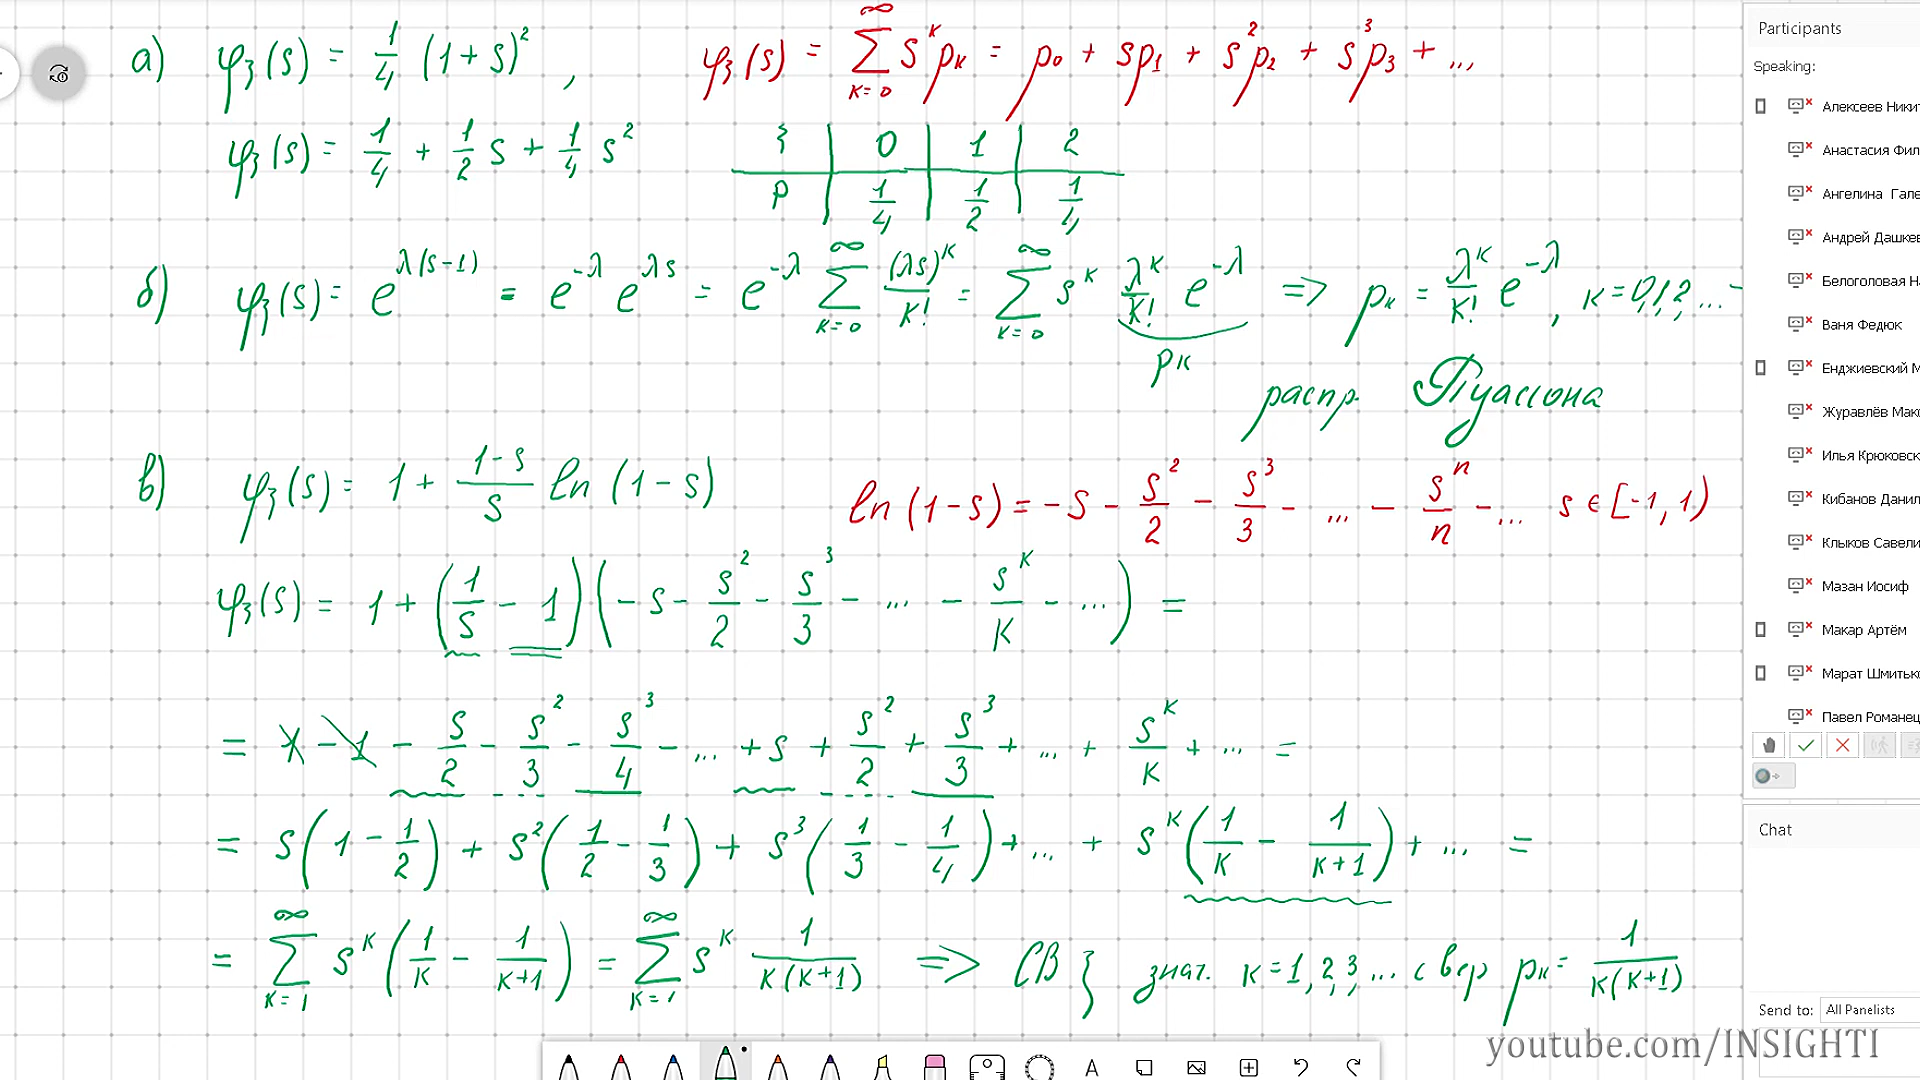 а) φξ(s) = 1/4 (1+s)², φξ(s) = ∑_{k=0}^{∞} s^k p_k = p₀ + sp₁ + s²p₂ + s³p₃ + ...
φξ(s) = 1/4 + 1/2 s + 1/4 s²
ξ | 0 | 1 | 2
P | 1/4 | 1/2 | 1/4
б) φξ(s) = e^{λ(s-1)} = e^{-λ} e^{λs} = e^{-λ} ∑_{k=0}^{∞} (λs)^k/k! = ∑_{k=0}^{∞} s^k λ^k/k! e^{-λ} => p_k = λ^k/k! e^{-λ}, k=0,1,2,...
p_k
распр. Пуассона
в) φξ(s) = 1 + (1-s)/s ln(1-s) ln(1-s) = -s - s²/2 - s³/3 - ... - s^n/n - ... s ∈ [-1, 1)
φξ(s) = 1 + (1/s - 1)(-s - s²/2 - s³/3 - ... - s^k/k - ...) =
= 1 - 1 - s/2 - s²/3 - s³/4 - ... + s + s²/2 + s³/3 + ... + s^k/k + ... =
= s(1 - 1/2) + s²(1/2 - 1/3) + s³(1/3 - 1/4) + ... + s^k(1/k - 1/(k+1)) + ... =
= ∑_{k=1}^{∞} s^k (1/k - 1/(k+1)) = ∑_{k=1}^{∞} s^k 1/(k(k+1)) => СВ ξ знач. k=1,2,3,... с вер p_k = 1/(k(k+1))
Participants
Speaking:
Алексеев Никит
Анастасия Фил
Ангелина Гале
Андрей Дашкев
Белоголовая Н
Ваня Федюк
Енджиевский М
Журавлёв Макс
Илья Крюковск
Кибанов Данил
Клыков Савели
Мазан Иосиф
Макар Артём
Марат Шмитьк
Павел Романец
Chat
Send to: All Panelists
youtube.com/INSIGHTI
A